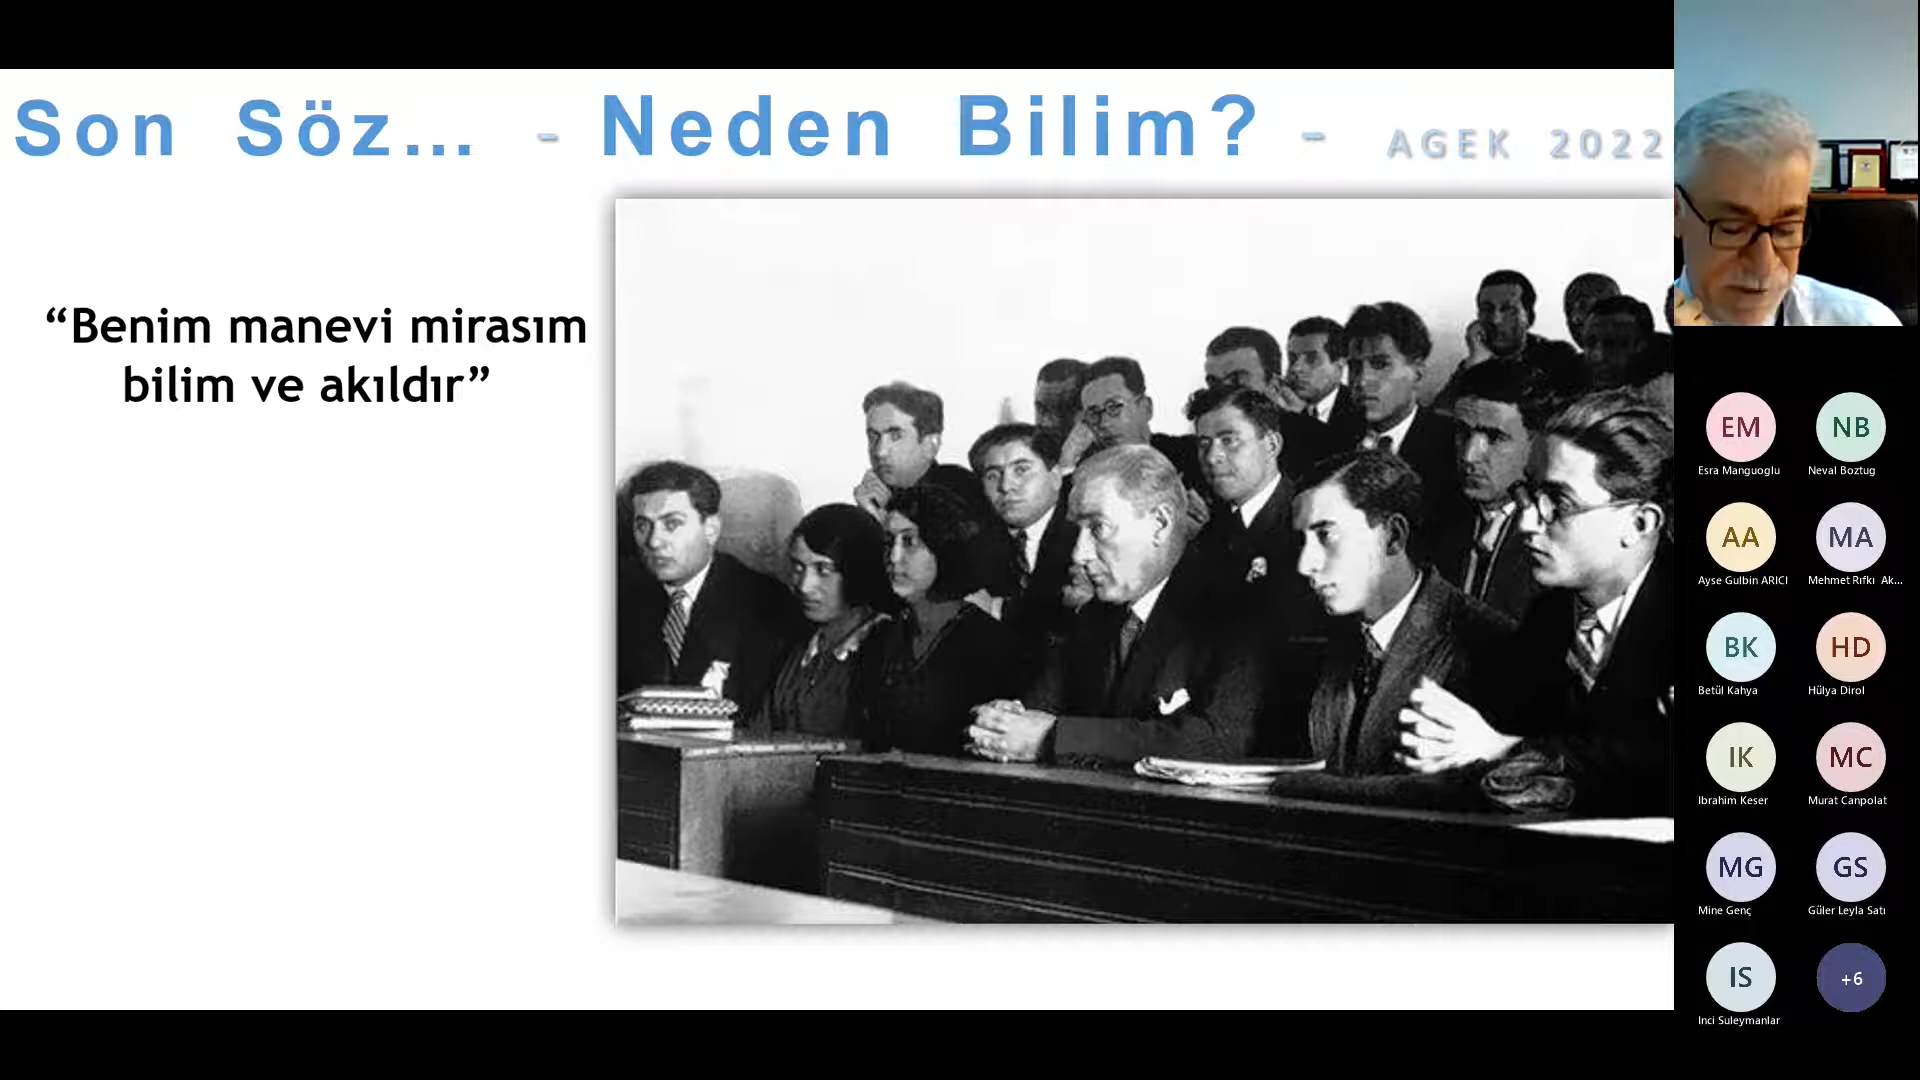 Son Söz... - Neden Bilim? - AGEK 2022
“Benim manevi mirasım
bilim ve akıldır”
EM
Esra Manguoglu
NB
Neval Boztug
AA
Ayse Gulbin ARICI
MA
Mehmet Rıfkı Ak...
BK
Betül Kahya
HD
Hülya Dirol
IK
Ibrahim Keser
MC
Murat Canpolat
MG
Mine Genç
GS
Güler Leyla Satı
IS
Inci Suleymanlar
+6